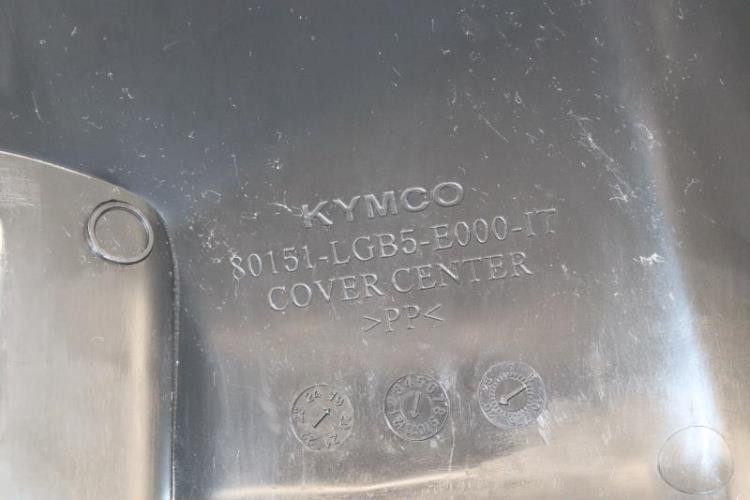 KYMCO
80151-LGB5-E000-IT
COVER CENTER
>PP<